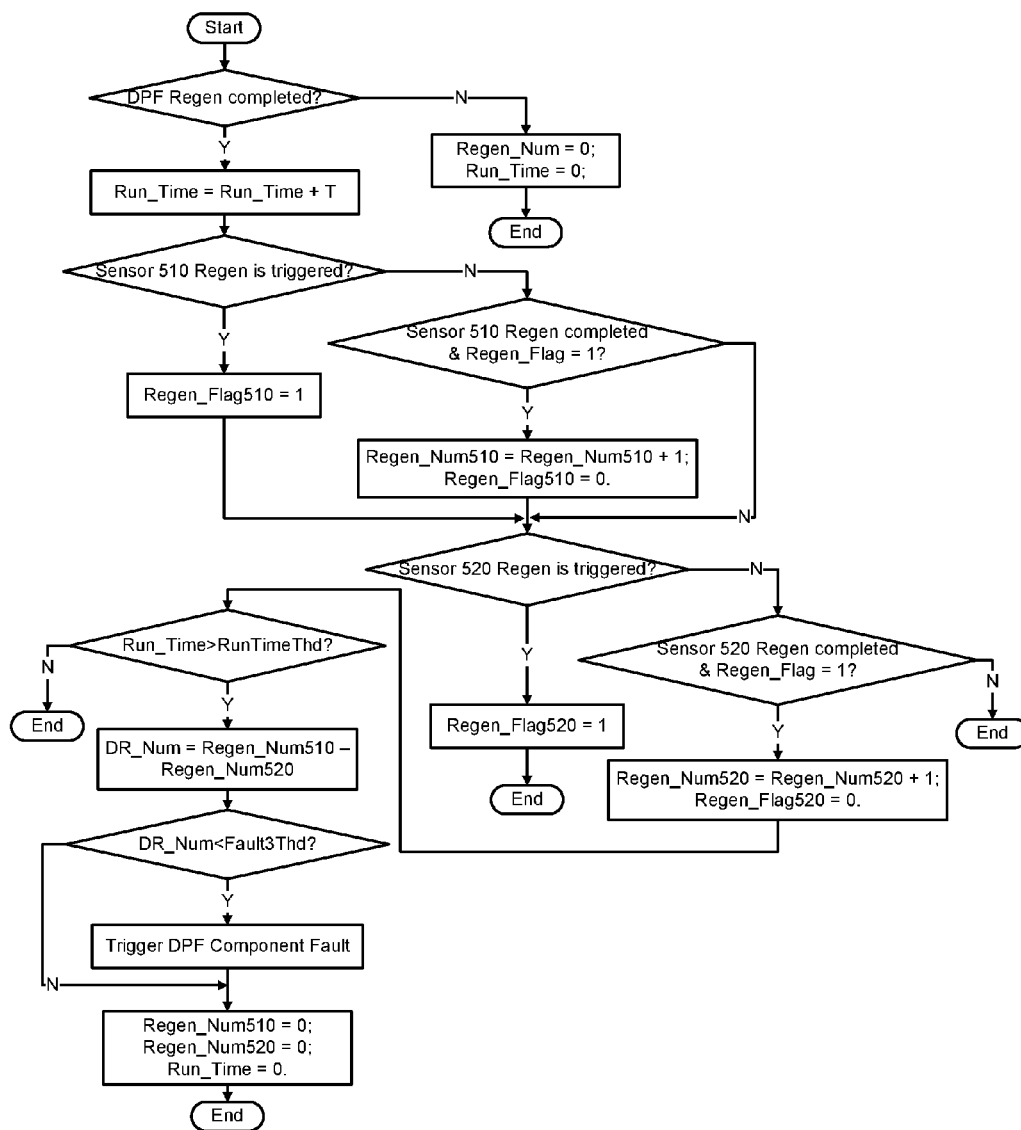 Start
DPF Regen completed?
N
Y
Regen_Num = 0;
Run_Time = 0;
End
Run_Time = Run_Time + T
Sensor 510 Regen is triggered?
N
Y
Sensor 510 Regen completed
& Regen_Flag = 1?
Regen_Flag510 = 1
Y
Regen_Num510 = Regen_Num510 + 1;
Regen_Flag510 = 0.
N
Sensor 520 Regen is triggered?
N
Y
Sensor 520 Regen completed
& Regen_Flag = 1?
N
End
Y
Regen_Flag520 = 1
End
Regen_Num520 = Regen_Num520 + 1;
Regen_Flag520 = 0.
Run_Time>RunTimeThd?
N
End
Y
DR_Num = Regen_Num510 –
Regen_Num520
DR_Num<Fault3Thd?
Y
Trigger DPF Component Fault
N
Regen_Num510 = 0;
Regen_Num520 = 0;
Run_Time = 0.
End